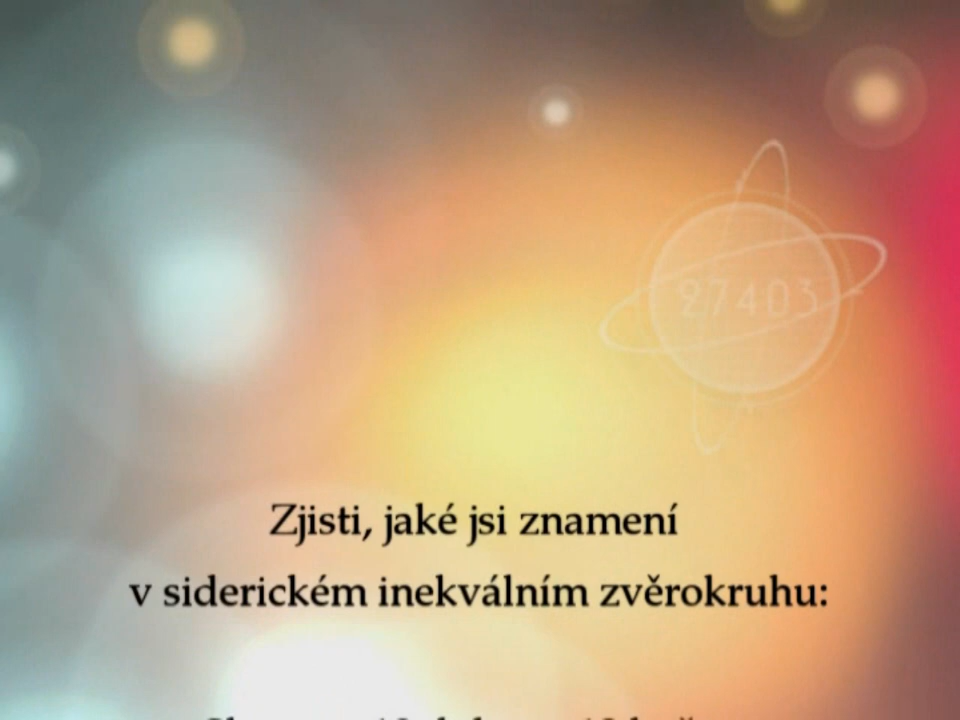 27403
Zjisti, jaké jsi znamení
v siderickém inekválním zvěrokruhu: